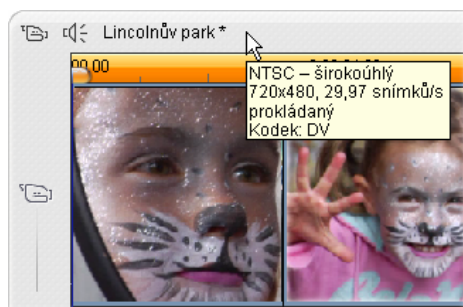 Lincolnův park *
00,00
NTSC – širokoúhlý
720x480, 29,97 snímků/s
prokládaný
Kodek: DV